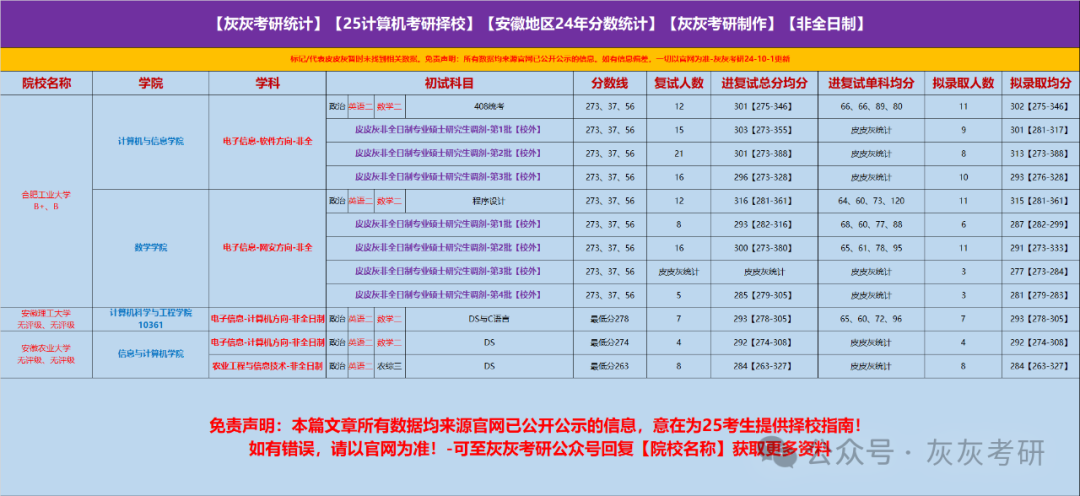 【灰灰考研统计】【25计算机考研择校】【安徽地区24年分数统计】【灰灰考研制作】【非全日制】
标记/代表皮皮灰暂时未找到相关数据，免责声明：所有数据均来源官网已公开公示的信息，如有信息偏差，一切以官网为准-灰灰考研24-10-1更新
院校名称 学院 学科 初试科目 分数线 复试人数 进复试总分均分 进复试单科均分 拟录取人数 拟录取均分
合肥工业大学
B+、B
计算机与信息学院 电子信息-软件方向-非全
政治 英语二 数学二 408统考 273、37、56 12 301【275-346】 66、66、89、80 11 302【275-346】
皮皮灰非全日制专业硕士研究生调剂-第1批【校外】 273、37、56 15 303【273-355】 皮皮灰统计 9 301【281-317】
皮皮灰非全日制专业硕士研究生调剂-第2批【校外】 273、37、56 21 301【273-388】 皮皮灰统计 8 313【273-388】
皮皮灰非全日制专业硕士研究生调剂-第3批【校外】 273、37、56 16 296【273-328】 皮皮灰统计 10 293【276-328】
数学学院 电子信息-网安方向-非全
政治 英语二 数学二 程序设计 273、37、56 12 316【281-361】 64、60、73、120 11 315【281-361】
皮皮灰非全日制专业硕士研究生调剂-第1批【校外】 273、37、56 8 293【282-316】 68、60、77、88 6 287【282-299】
皮皮灰非全日制专业硕士研究生调剂-第2批【校外】 273、37、56 16 300【273-380】 65、61、78、95 11 291【273-333】
皮皮灰非全日制专业硕士研究生调剂-第3批【校外】 273、37、56 皮皮灰统计 皮皮灰统计 皮皮灰统计 3 277【273-284】
皮皮灰非全日制专业硕士研究生调剂-第4批【校外】 273、37、56 5 285【279-305】 皮皮灰统计 3 281【279-283】
安徽理工大学
无评级、无评级
计算机科学与工程学院
10361
电子信息-计算机方向-非全日制 政治 英语二 数学二 DS与C语言 最低分278 7 293【278-305】 65、60、72、96 7 293【278-305】
安徽农业大学
无评级、无评级
信息与计算机学院
电子信息-计算机方向-非全日制 政治 英语二 数学二 DS 最低分274 4 292【274-308】 皮皮灰统计 4 292【274-308】
农业工程与信息技术-非全日制 政治 英语二 农综三 DS 最低分263 8 284【263-327】 皮皮灰统计 8 284【263-327】
免责声明：本篇文章所有数据均来源官网已公开公示的信息，意在为25考生提供择校指南！
如有错误，请以官网为准！-可至灰灰考研公众号回复【院校名称】获取更多资料
公众号·灰灰考研